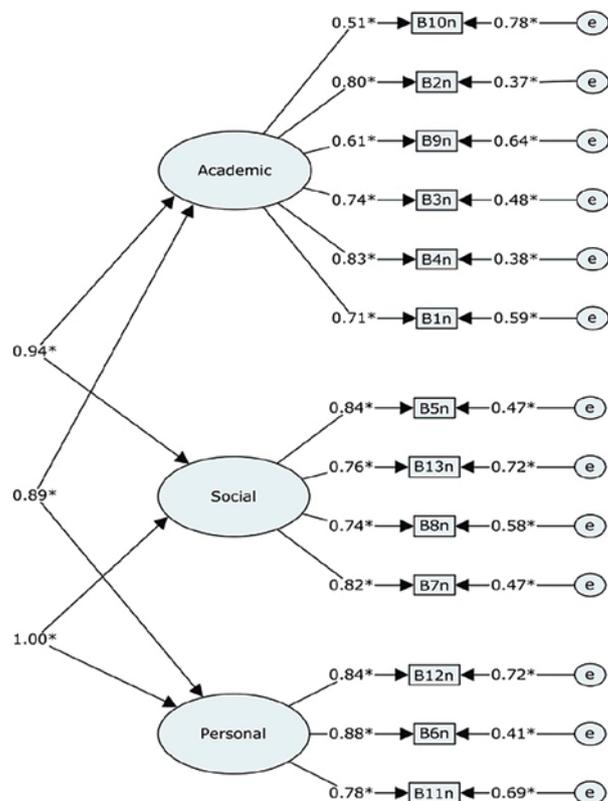 0.51* B10n 0.78* e
0.80* B2n 0.37* e
0.61* B9n 0.64* e
Academic
0.74* B3n 0.48* e
0.83* B4n 0.38* e
0.71* B1n 0.59* e
0.94*
0.84* B5n 0.47* e
0.76* B13n 0.72* e
0.89* Social
0.74* B8n 0.58* e
0.82* B7n 0.47* e
1.00*
0.84* B12n 0.72* e
Personal 0.88* B6n 0.41* e
0.78* B11n 0.69* e